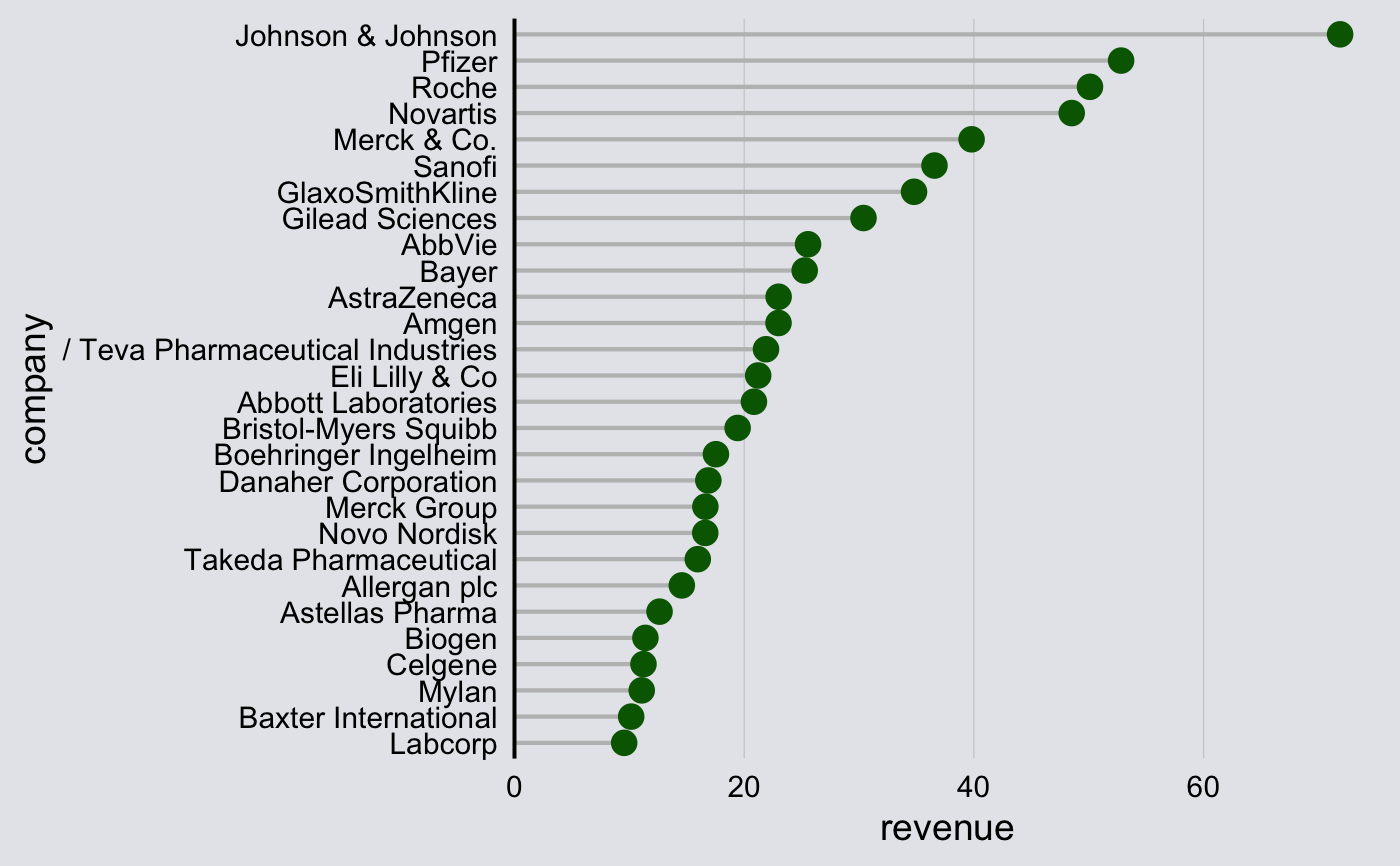 Johnson & Johnson
Pfizer
Roche
Novartis
Merck & Co.
Sanofi
GlaxoSmithKline
Gilead Sciences
AbbVie
Bayer
AstraZeneca
Amgen
/ Teva Pharmaceutical Industries
Eli Lilly & Co
Abbott Laboratories
Bristol-Myers Squibb
Boehringer Ingelheim
Danaher Corporation
Merck Group
Novo Nordisk
Takeda Pharmaceutical
Allergan plc
Astellas Pharma
Biogen
Celgene
Mylan
Baxter International
Labcorp
company
0 20 40 60
revenue